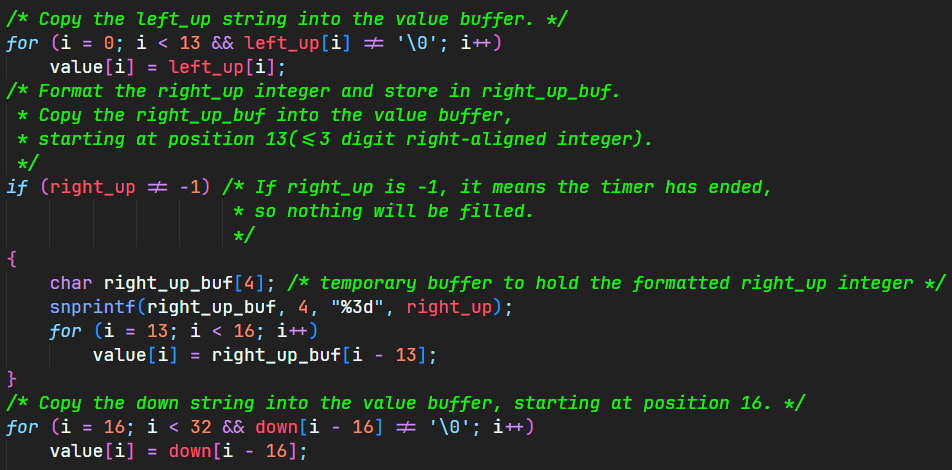 /* Copy the left_up string into the value buffer. */
for (i = 0; i < 13 && left_up[i] ≠ '\0'; i++)
    value[i] = left_up[i];
/* Format the right_up integer and store in right_up_buf.
 * Copy the right_up_buf into the value buffer,
 * starting at position 13(⩽3 digit right-aligned integer).
 */
if (right_up ≠ -1) /* If right_up is -1, it means the timer has ended,
                     * so nothing will be filled.
                     */
{
    char right_up_buf[4]; /* temporary buffer to hold the formatted right_up integer */
    snprintf(right_up_buf, 4, "%3d", right_up);
    for (i = 13; i < 16; i++)
        value[i] = right_up_buf[i - 13];
}
/* Copy the down string into the value buffer, starting at position 16. */
for (i = 16; i < 32 && down[i - 16] ≠ '\0'; i++)
    value[i] = down[i - 16];